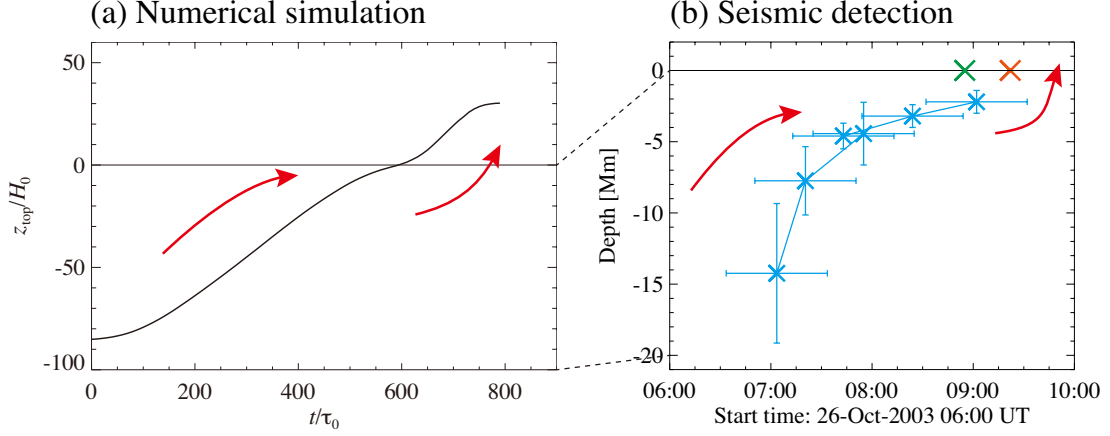 (a) Numerical simulation
50
0
-50
-100
z_top/H_0
0 200 400 600 800
t/τ_0
(b) Seismic detection
0
-5
-10
-15
-20
Depth [Mm]
06:00 07:00 08:00 09:00 10:00
Start time: 26-Oct-2003 06:00 UT